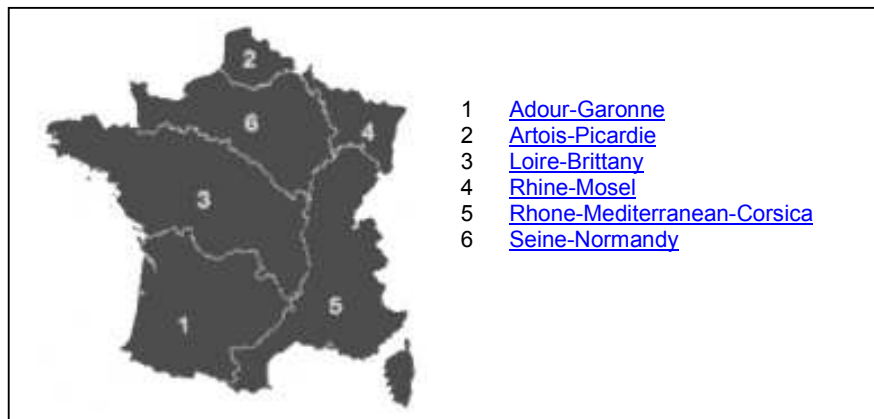 2
6
4
3
5
1
1 Adour-Garonne
2 Artois-Picardie
3 Loire-Brittany
4 Rhine-Mosel
5 Rhone-Mediterranean-Corsica
6 Seine-Normandy